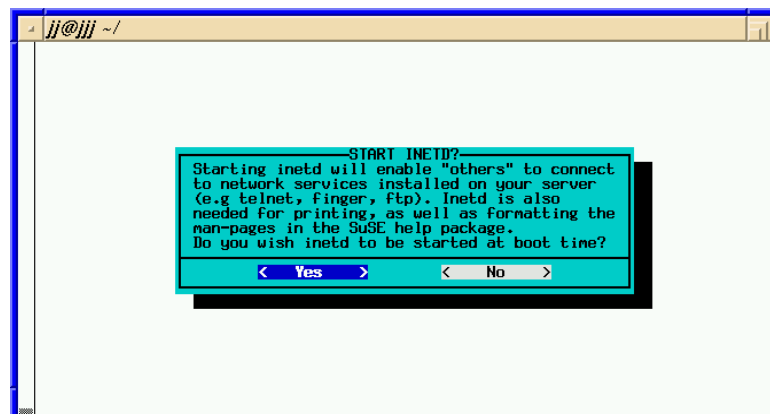 jj@jjj ~/
START INETD?
Starting inetd will enable "others" to connect
to network services installed on your server
(e.g telnet, finger, ftp). Inetd is also
needed for printing, as well as formatting the
man-pages in the SuSE help package.
Do you wish inetd to be started at boot time?
< Yes > < No >